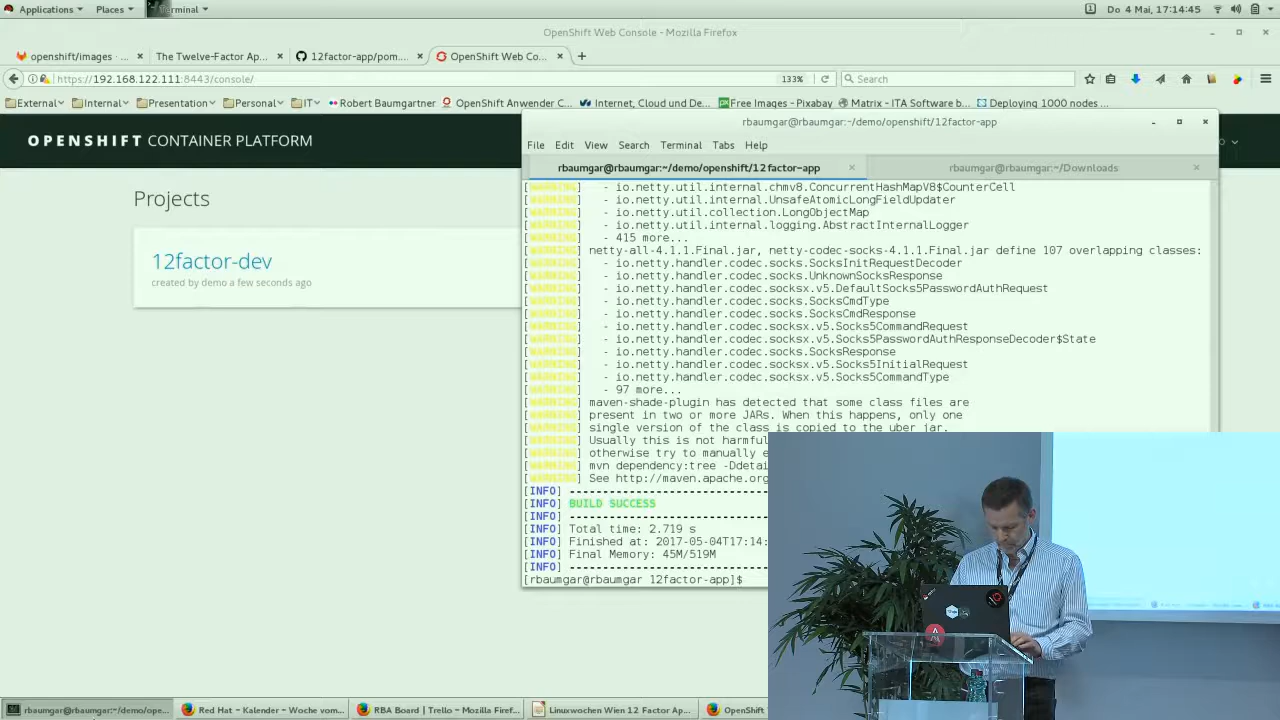 Applications
Places
Terminal
1
Do 4 Mai, 17:14:45
OpenShift Web Console - Mozilla Firefox
openshift/images · ...
The Twelve-Factor Ap...
12factor-app/pom...
OpenShift Web Co...
https://192.168.122.111:8443/console/
133%
Search
External
Internal
Presentation
Personal
IT
Robert Baumgartner
OpenShift Anwender C...
Internet, Cloud und De...
Free Images - Pixabay
Matrix - ITA Software b...
Deploying 1000 nodes ...
OPENSHIFT CONTAINER PLATFORM
Projects
12factor-dev
created by demo a few seconds ago
rbaumgar@rbaumgar:~/demo/openshift/12factor-app
File Edit View Search Terminal Tabs Help
rbaumgar@rbaumgar:~/demo/openshift/12factor-app
rbaumgar@rbaumgar:~/Downloads
[WARNING]   - io.netty.util.internal.chmv8.ConcurrentHashMapV8$CounterCell
[WARNING]   - io.netty.util.internal.UnsafeAtomicLongFieldUpdater
[WARNING]   - io.netty.util.collection.LongObjectMap
[WARNING]   - io.netty.util.internal.logging.AbstractInternalLogger
[WARNING]   - 415 more...
[WARNING] netty-all-4.1.1.Final.jar, netty-codec-socks-4.1.1.Final.jar define 107 overlapping classes:
[WARNING]   - io.netty.handler.codec.socks.SocksInitRequestDecoder
[WARNING]   - io.netty.handler.codec.socks.UnknownSocksResponse
[WARNING]   - io.netty.handler.codec.socksx.v5.DefaultSocks5PasswordAuthRequest
[WARNING]   - io.netty.handler.codec.socks.SocksCmdType
[WARNING]   - io.netty.handler.codec.socks.SocksCmdResponse
[WARNING]   - io.netty.handler.codec.socksx.v5.Socks5CommandRequest
[WARNING]   - io.netty.handler.codec.socksx.v5.Socks5PasswordAuthResponseDecoder$State
[WARNING]   - io.netty.handler.codec.socks.SocksResponse
[WARNING]   - io.netty.handler.codec.socksx.v5.Socks5InitialRequest
[WARNING]   - io.netty.handler.codec.socksx.v5.Socks5CommandType
[WARNING]   - 97 more...
[WARNING] maven-shade-plugin has detected that some class files are
[WARNING] present in two or more JARs. When this happens, only one
[WARNING] single version of the class is copied to the uber jar.
[WARNING] Usually this is not harmful
[WARNING] otherwise try to manually e
[WARNING] mvn dependency:tree -Ddetai
[WARNING] See http://maven.apache.org
[INFO] ------------------------
[INFO] BUILD SUCCESS
[INFO] ------------------------
[INFO] Total time: 2.719 s
[INFO] Finished at: 2017-05-04T17:14:
[INFO] Final Memory: 45M/519M
[INFO] ------------------------
[rbaumgar@rbaumgar 12factor-app]$
rbaumgar@rbaumgar:~/demo/ope...
Red Hat - Kalender - Woche vom...
RBA Board | Trello - Mozilla Firef...
Linuxwochen Wien 12 Factor Ap...
OpenShift